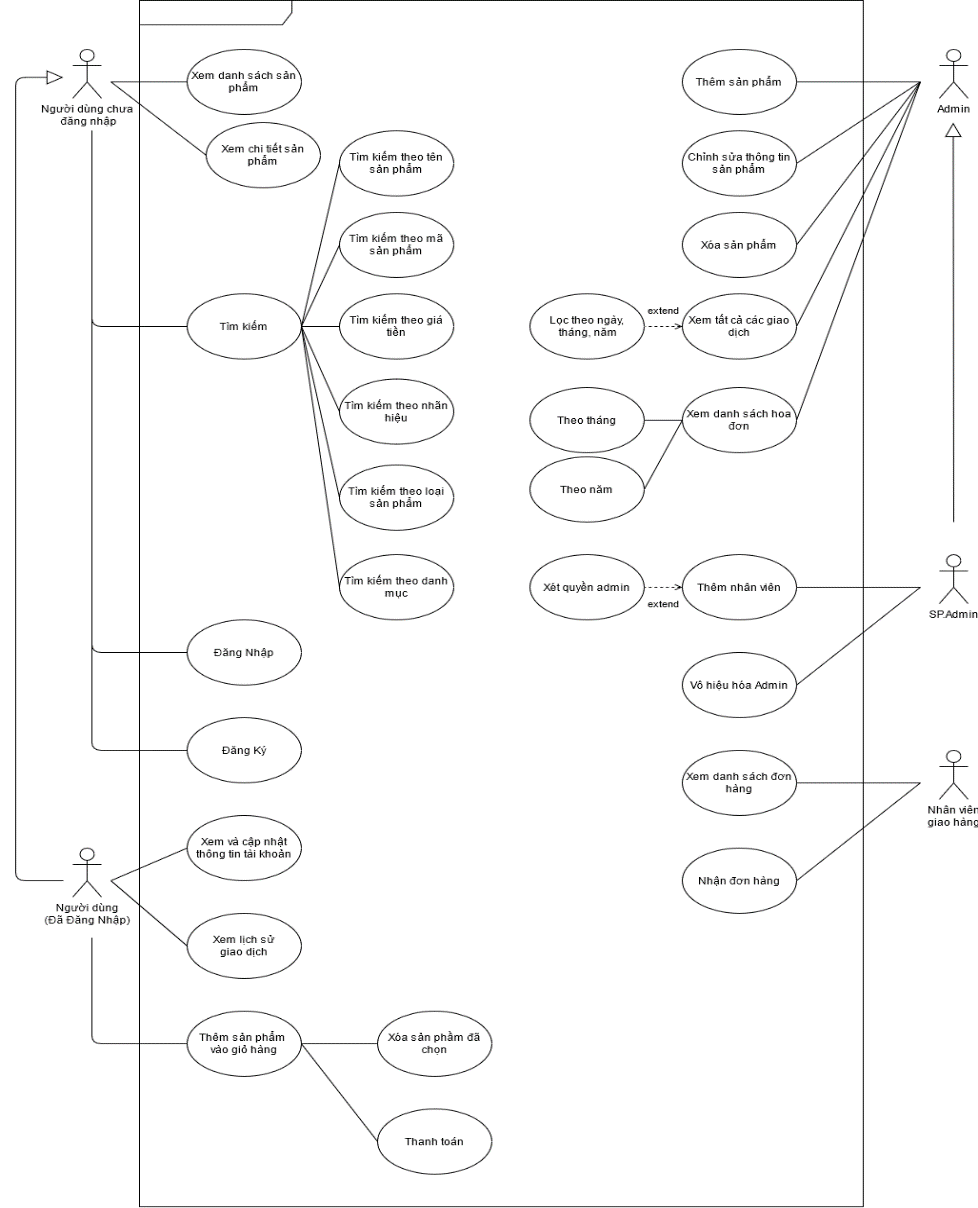 Người dùng chưa
đăng nhập
Xem danh sách sản
phẩm
Xem chi tiết sản
phẩm
Tìm kiếm theo tên
sản phẩm
Tìm kiếm theo mã
sản phẩm
Tìm kiếm
Tìm kiếm theo giá
tiền
Tìm kiếm theo nhãn
hiệu
Tìm kiếm theo loại
sản phẩm
Tìm kiếm theo danh
mục
Đăng Nhập
Đăng Ký
Người dùng
(Đã Đăng Nhập)
Xem và cập nhật
thông tin tài khoản
Xem lịch sử
giao dịch
Thêm sản phẩm
vào giỏ hàng
Xóa sản phằm đã
chọn
Thanh toán
Admin
Thêm sản phẩm
Chỉnh sửa thông tin
sản phẩm
Xóa sản phẩm
Lọc theo ngày,
tháng, năm
extend
Xem tất cả các giao
dịch
Theo tháng
Xem danh sách hoa
đơn
Theo năm
Xét quyền admin
extend
Thêm nhân viên
SP.Admin
Vô hiệu hóa Admin
Xem danh sách đơn
hàng
Nhân viên
giao hàng
Nhận đơn hàng